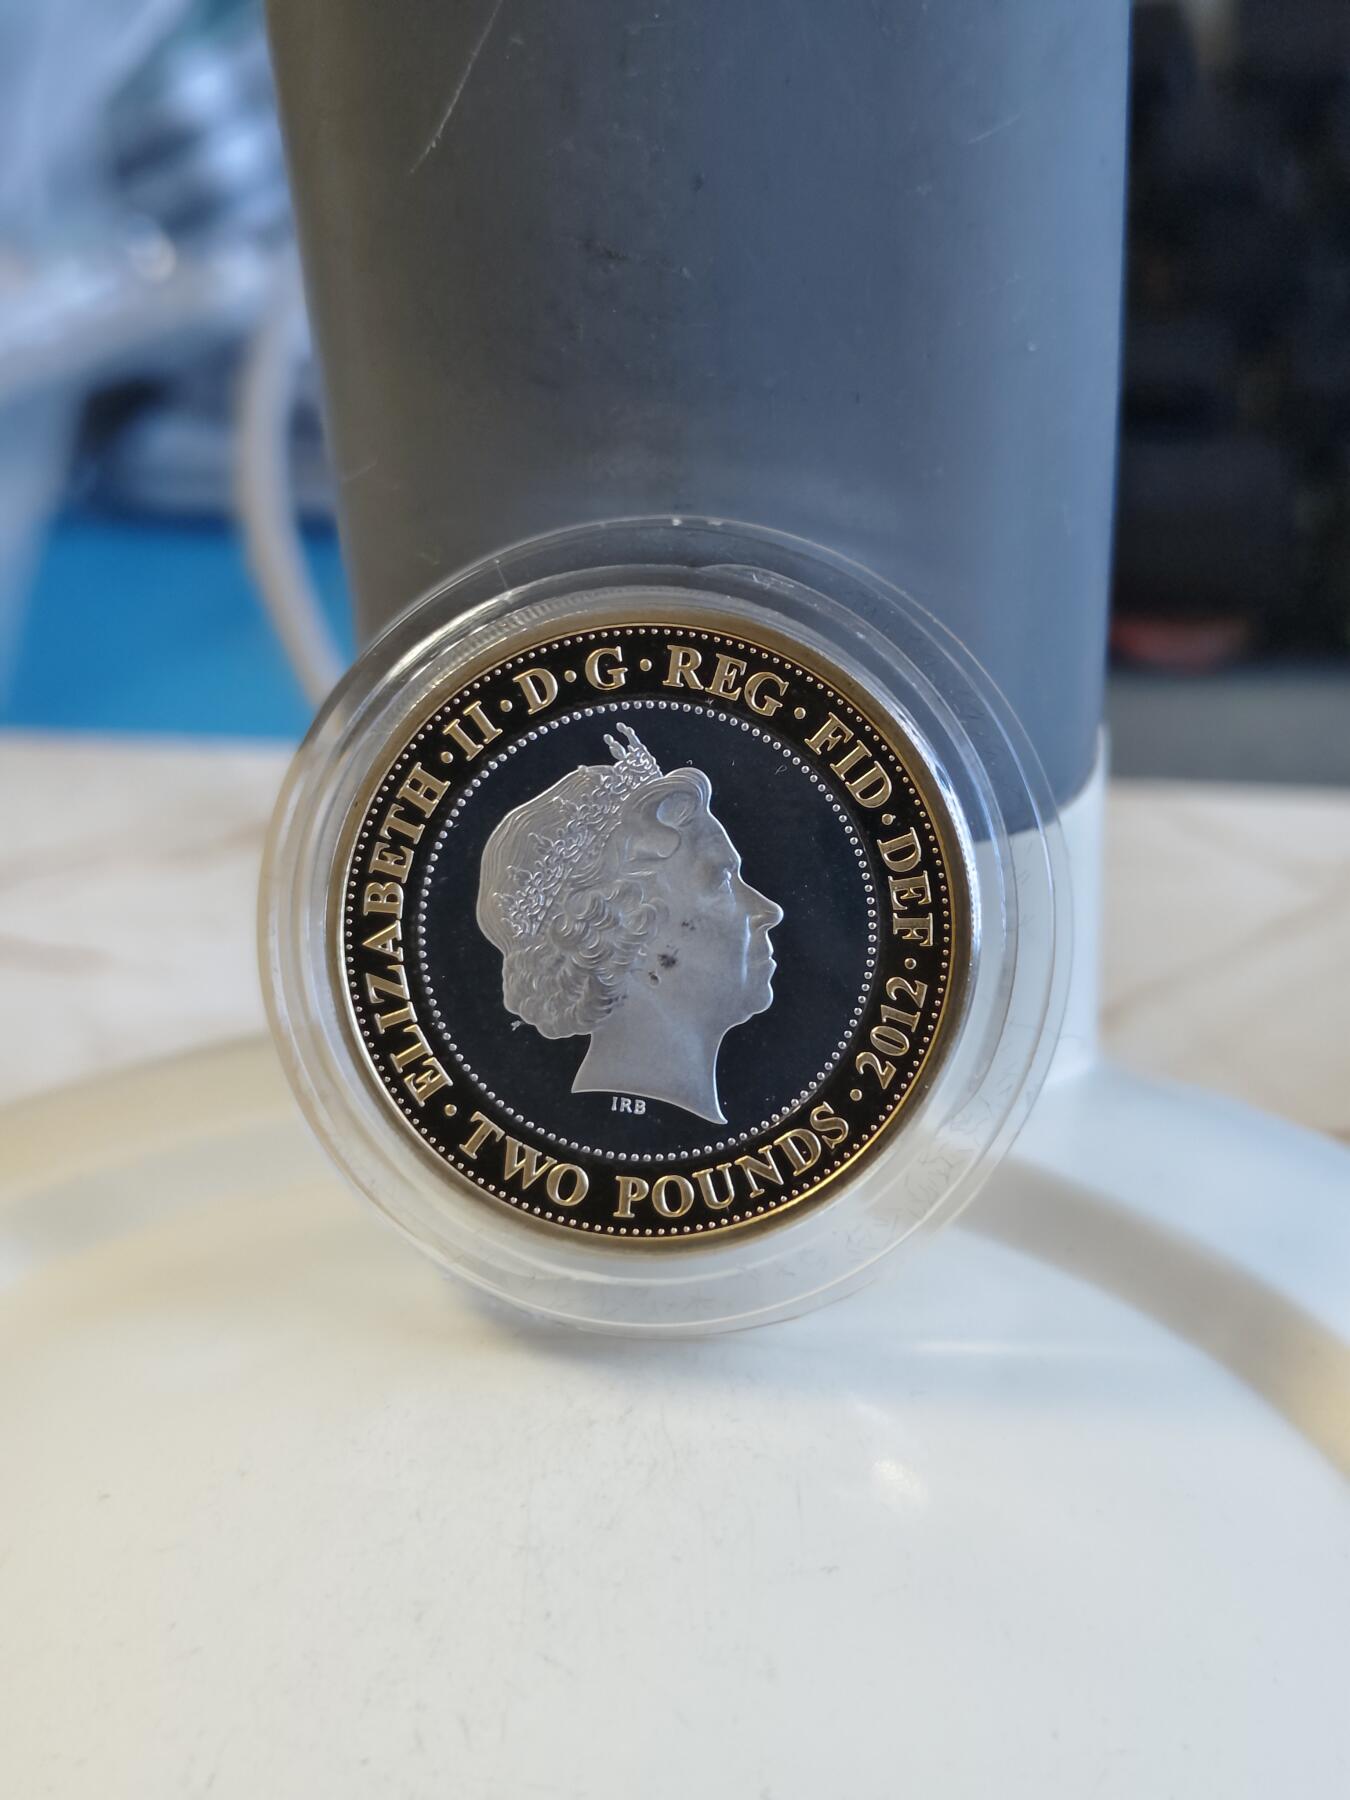 ELIZABETH · II · D · G · REG · FID · DEF · 2012 ·
TWO POUNDS ·
IRB